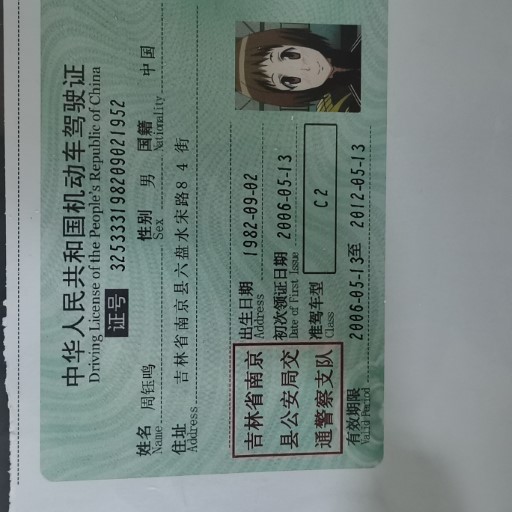 中华人民共和国机动车驾驶证
Driving License of the People's Republic of China
证号 325333198209021952
姓名 周钰鸣 性别 男 国籍 中国
Name Sex Nationality
住址 吉林省南京县六盘水宋路84街
Address
出生日期 1982-09-02
Address
初次领证日期 2006-05-13
Date of First Issue
准驾车型 C2
Class
有效期限 2006-05-13至 2012-05-13
Valid Period
吉林省南京
县公安局交
通警察支队